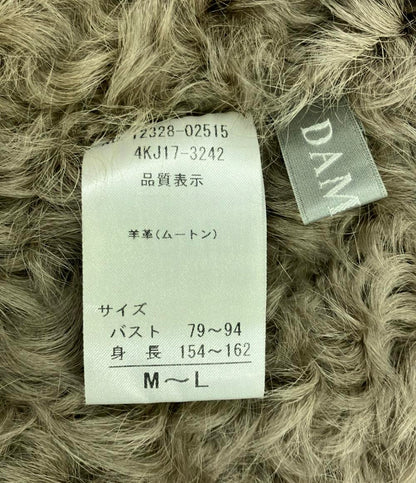 12328-02515
4KJ17-3242
品質表示
羊革(ムートン)
サイズ
バスト 79~94
身長 154~162
M~L
DAM